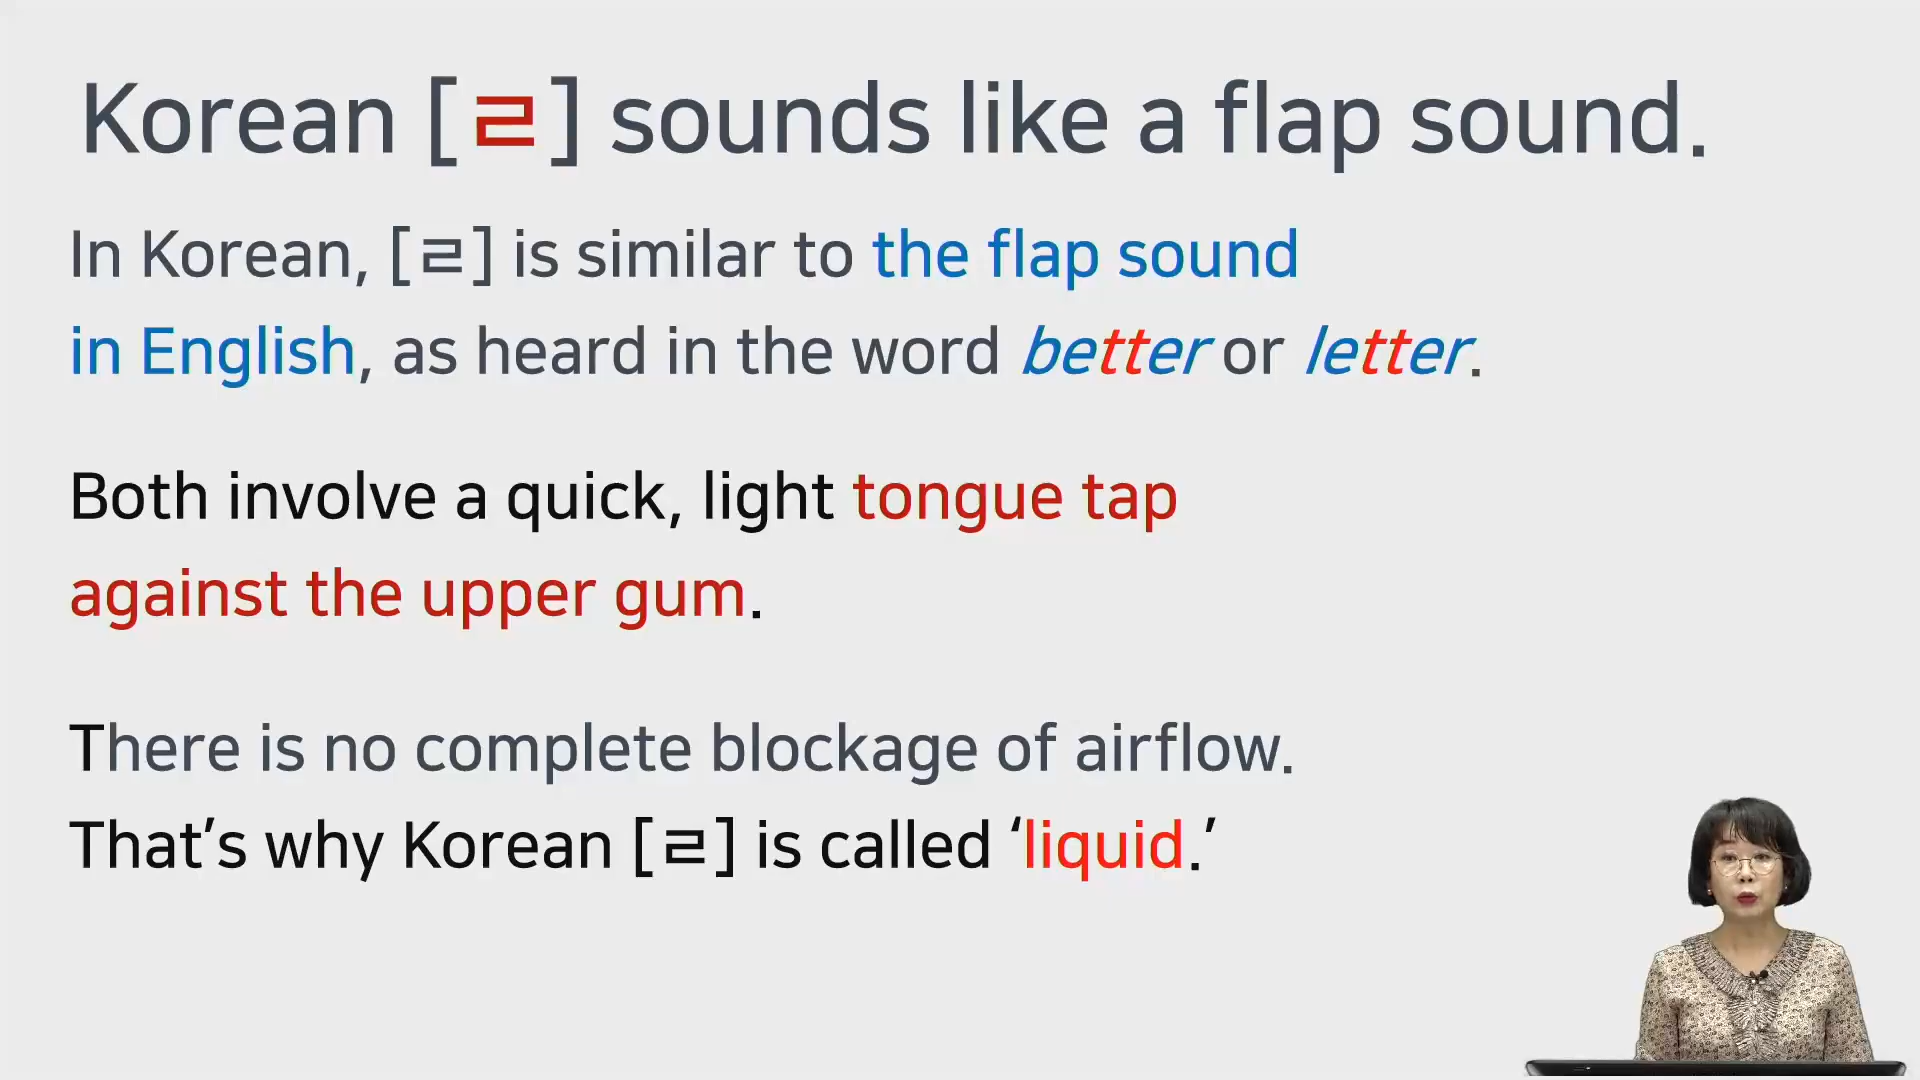 Korean [ㄹ] sounds like a flap sound.
In Korean, [ㄹ] is similar to the flap sound
in English, as heard in the word better or letter.
Both involve a quick, light tongue tap
against the upper gum.
There is no complete blockage of airflow.
That’s why Korean [ㄹ] is called ‘liquid.’